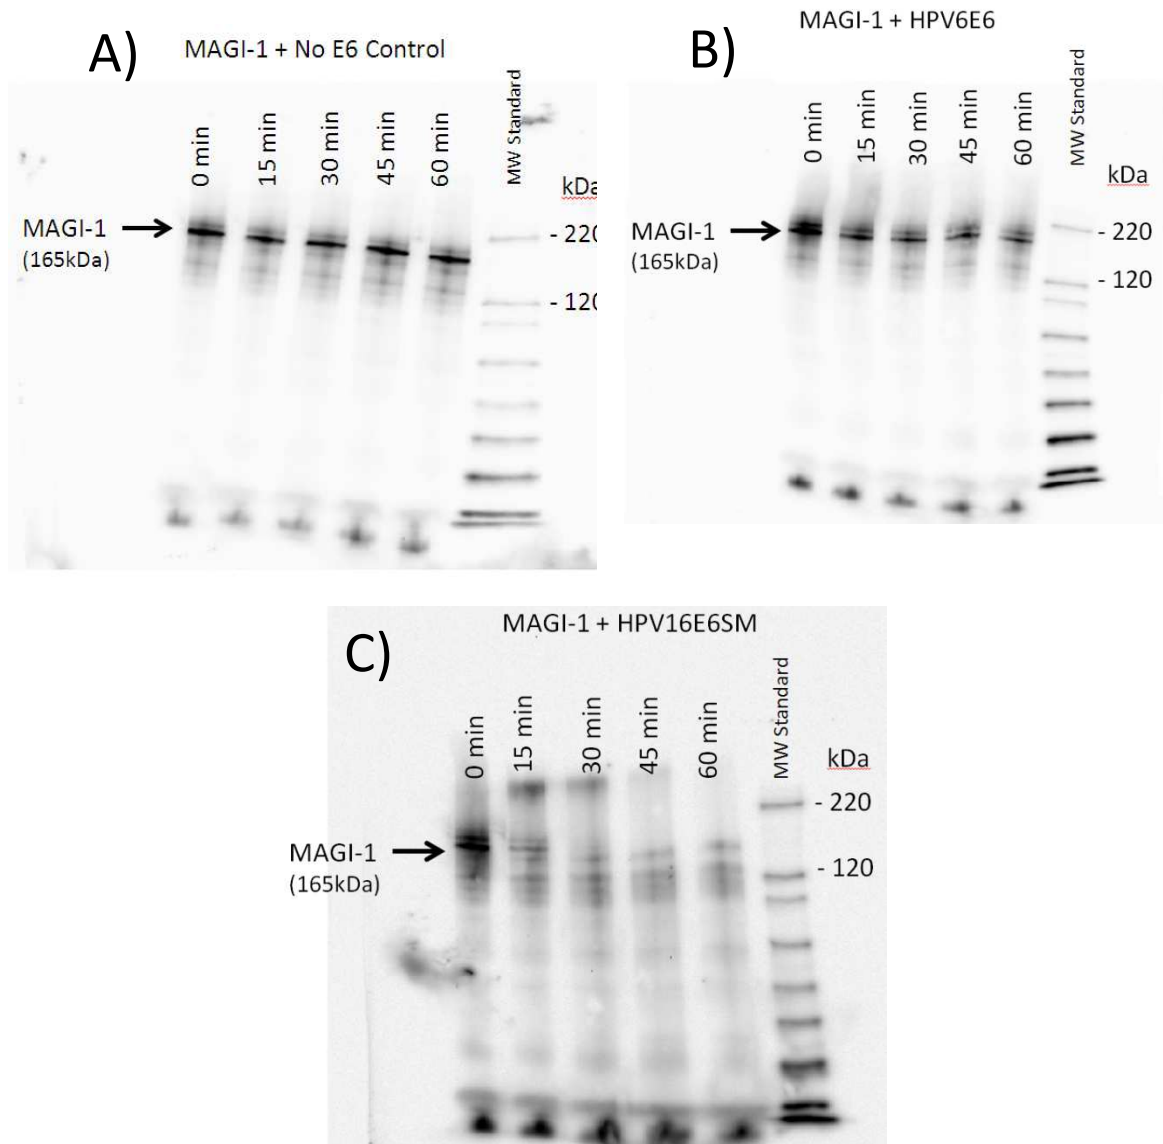 A)
MAGI-1 + No E6 Control
0 min
15 min
30 min
45 min
60 min
MW Standard
kDa
MAGI-1
(165kDa)
- 220
- 120
B)
MAGI-1 + HPV6E6
0 min
15 min
30 min
45 min
60 min
MW Standard
kDa
MAGI-1
(165kDa)
- 220
- 120
C)
MAGI-1 + HPV16E6SM
0 min
15 min
30 min
45 min
60 min
MW Standard
kDa
MAGI-1
(165kDa)
- 220
- 120